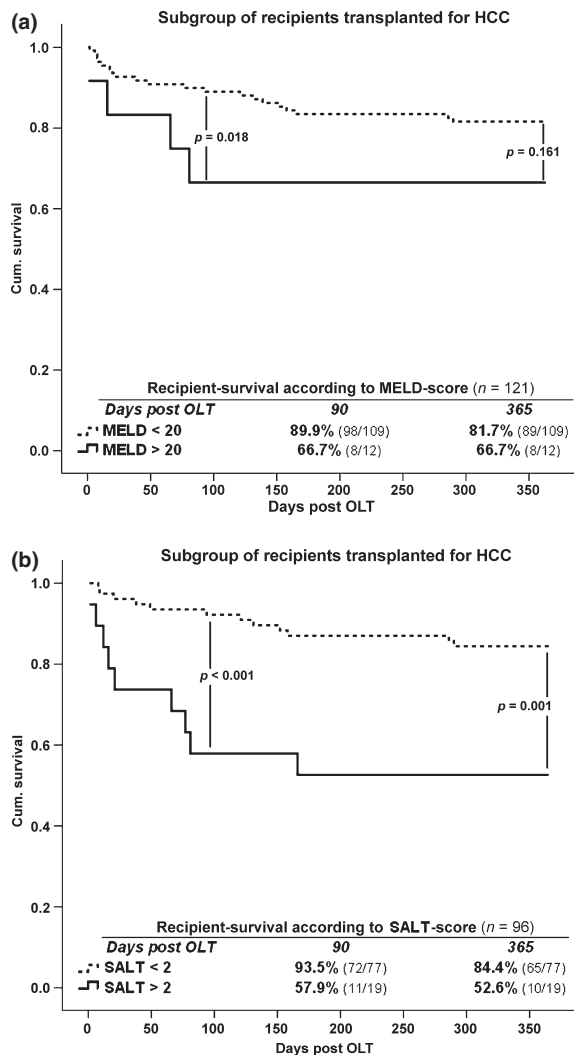 (a)
Subgroup of recipients transplanted for HCC
1.0
0.8
0.6
0.4
0.2
0.0
Cum. survival
p = 0.018
p = 0.161
Recipient-survival according to MELD-score (n = 121)
Days post OLT 90 365
MELD < 20 89.9% (98/109) 81.7% (89/109)
MELD > 20 66.7% (8/12) 66.7% (8/12)
0 50 100 150 200 250 300 350
Days post OLT
(b)
Subgroup of recipients transplanted for HCC
1.0
0.8
0.6
0.4
0.2
0.0
Cum. survival
p < 0.001
p = 0.001
Recipient-survival according to SALT-score (n = 96)
Days post OLT 90 365
SALT < 2 93.5% (72/77) 84.4% (65/77)
SALT > 2 57.9% (11/19) 52.6% (10/19)
0 50 100 150 200 250 300 350
Days post OLT